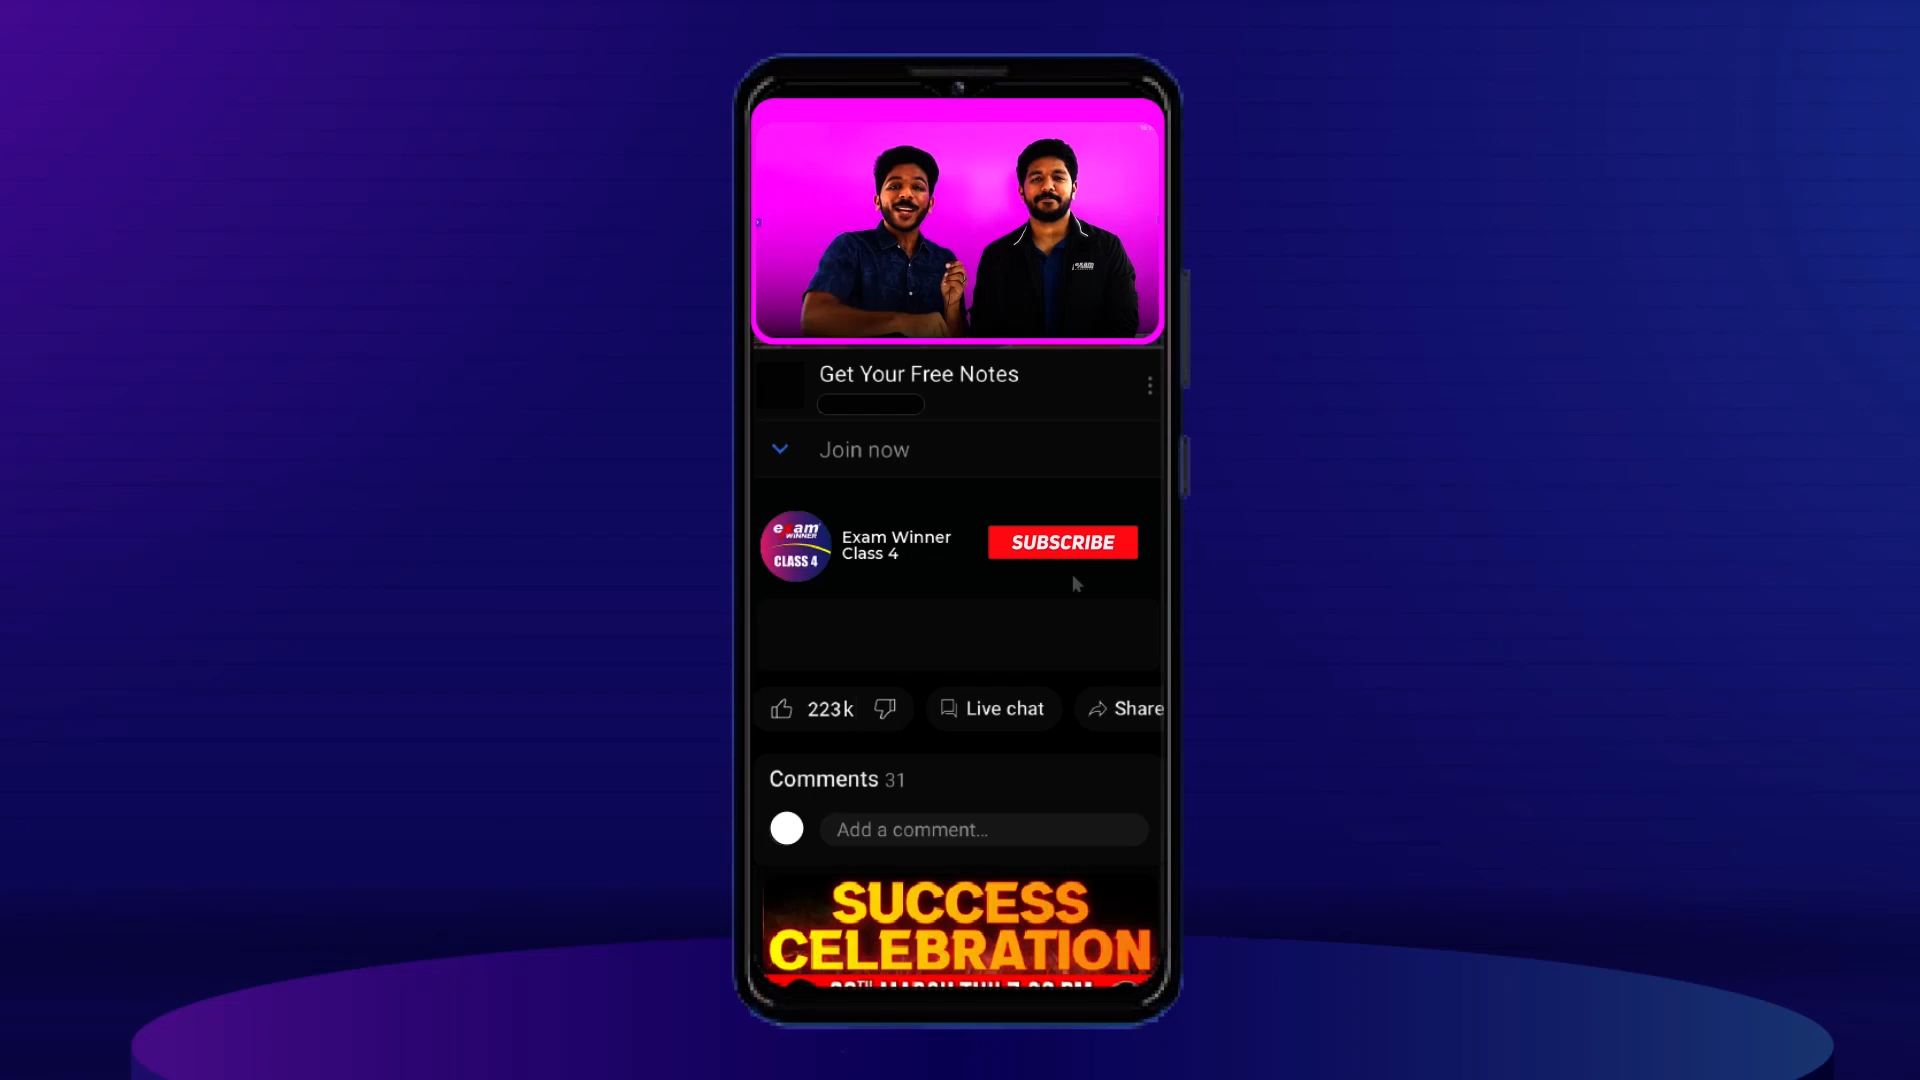 exam
Get Your Free Notes
Join now
exam
WINNER
CLASS 4
Exam Winner
Class 4
SUBSCRIBE
223k
Live chat
Share
Comments 31
Add a comment...
SUCCESS
CELEBRATION